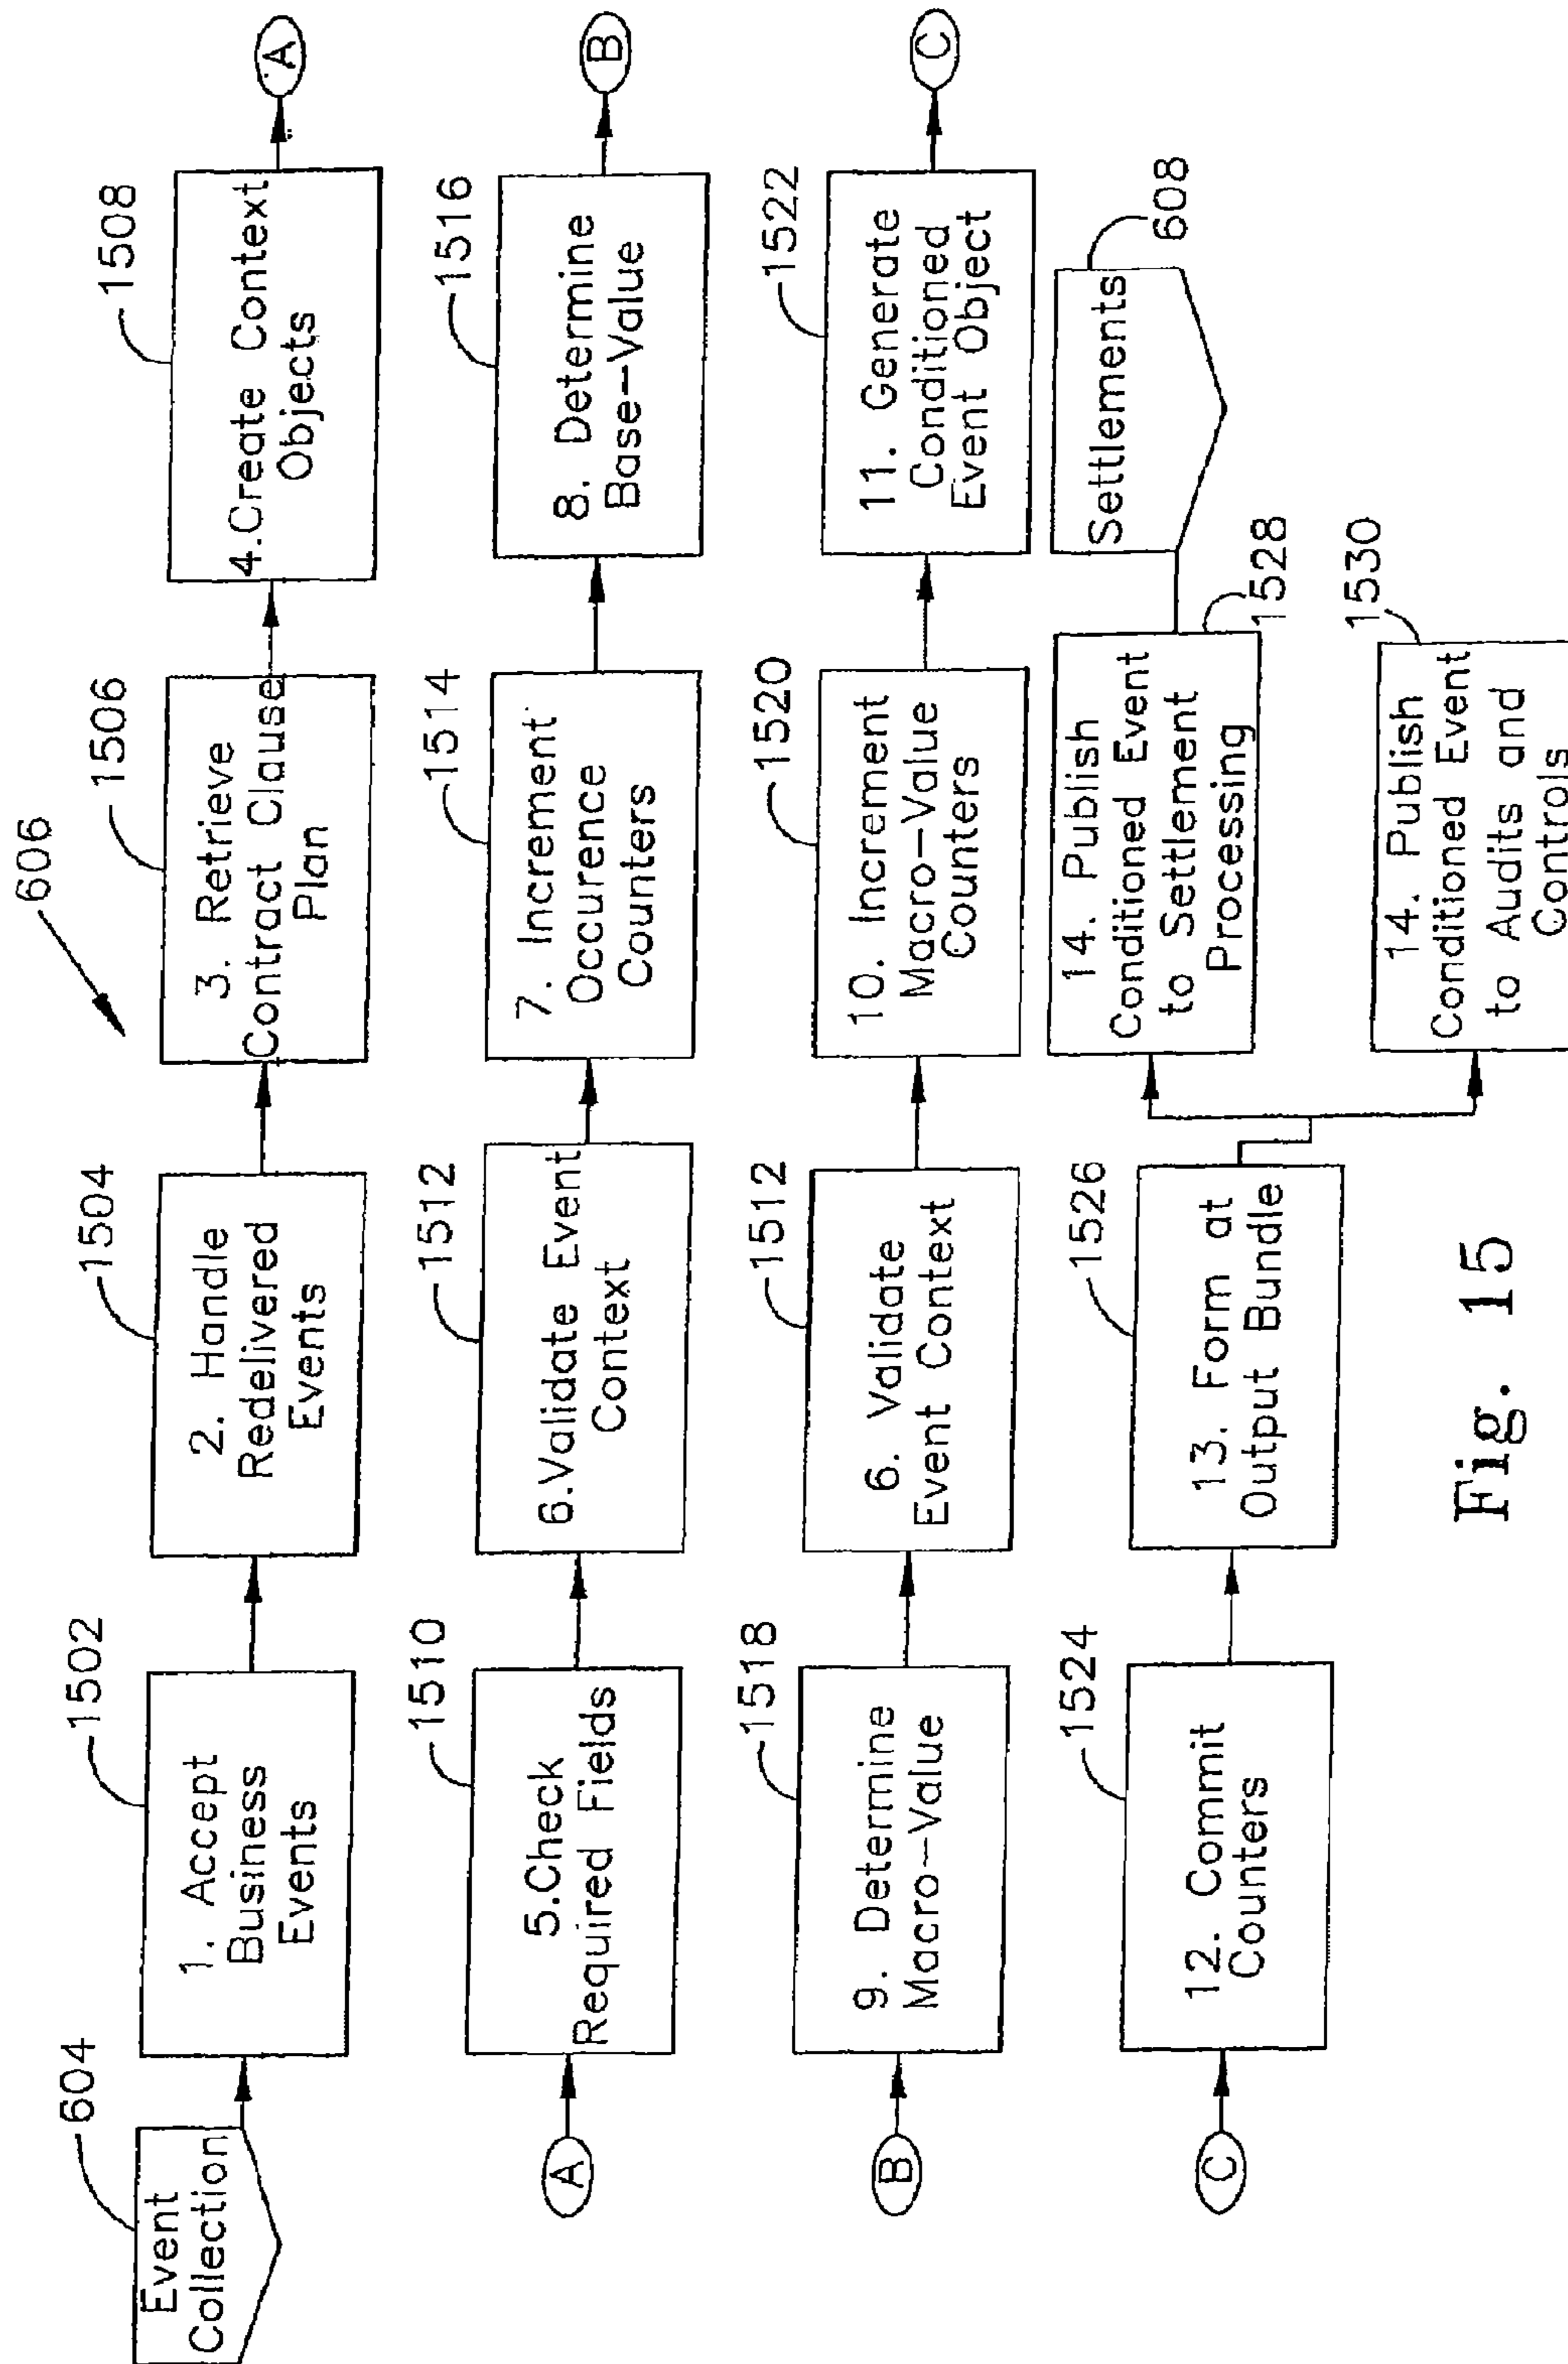 606
604
Event
Collection
1502
1. Accept
Business
Events
1504
2. Handle
Redelivered
Events
1506
3. Retrieve
Contract Clause
Plan
1508
4.Create Context
Objects
A
A
1510
5.Check
Required Fields
1512
6.Validate Event
Context
1514
7. Increment
Occurence
Counters
1516
8. Determine
Base-Value
B
B
1518
9. Determine
Macro-Value
1512
6. Validate
Event Context
1520
10. Increment
Macro-Value
Counters
1522
11. Generate
Conditioned
Event Object
C
C
1524
12. Commit
Counters
1526
13. Form at
Output Bundle
14. Publish
Conditioned Event
to Settlement
Processing
1528
Settlements
608
1530
14. Publish
Conditioned Event
to Audits and
Controls
Fig. 15